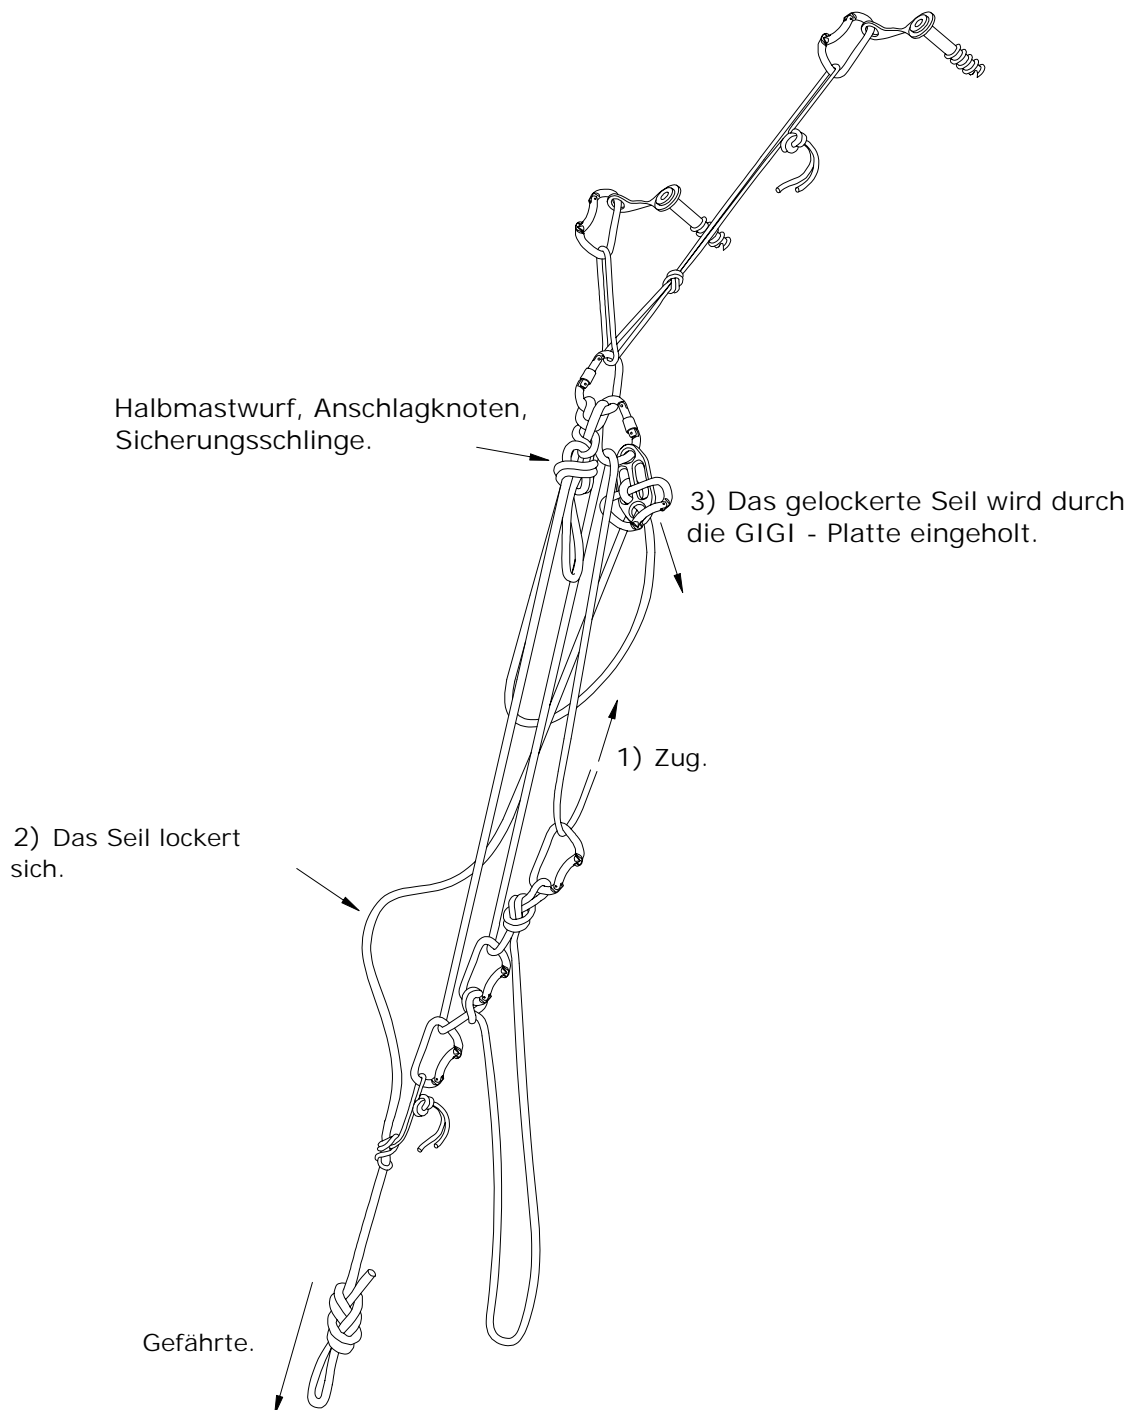 Halbmastwurf, Anschlagknoten,
Sicherungsschlinge.
3) Das gelockerte Seil wird durch
die GIGI - Platte eingeholt.
1) Zug.
2) Das Seil lockert
sich.
Gefährte.